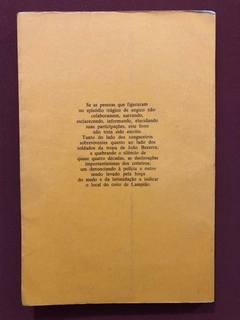 Se as pessoas que figuraram
no episódio trágico de angico não
colaborassem, narrando,
esclarecendo, informando, elucidando
suas participações, este livro
não teria sido escrito.
Tanto do lado dos cangaceiros
sobreviventes quanto ao lado dos
soldados da tropa de João Bezerra,
e quebrando o silêncio de
quase quatro décadas, as declarações
importantíssimas dos coiteiros;
um denunciando à polícia e outro
sendo levado pela força
do medo e da intimidação a indicar
o local do coito de Lampião.